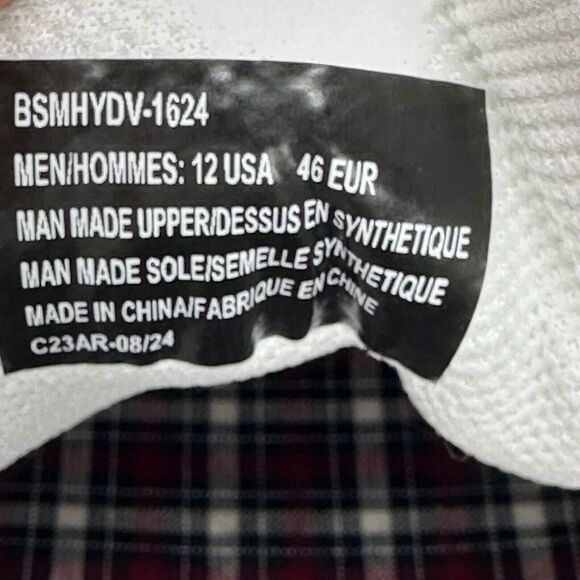 BSMHYDV-1624
MEN/HOMMES: 12 USA 46 EUR
MAN MADE UPPER/DESSUS EN SYNTHETIQUE
MAN MADE SOLE/SEMELLE SYNTHETIQUE
MADE IN CHINA/FABRIQUE EN CHINE
C23AR-08/24